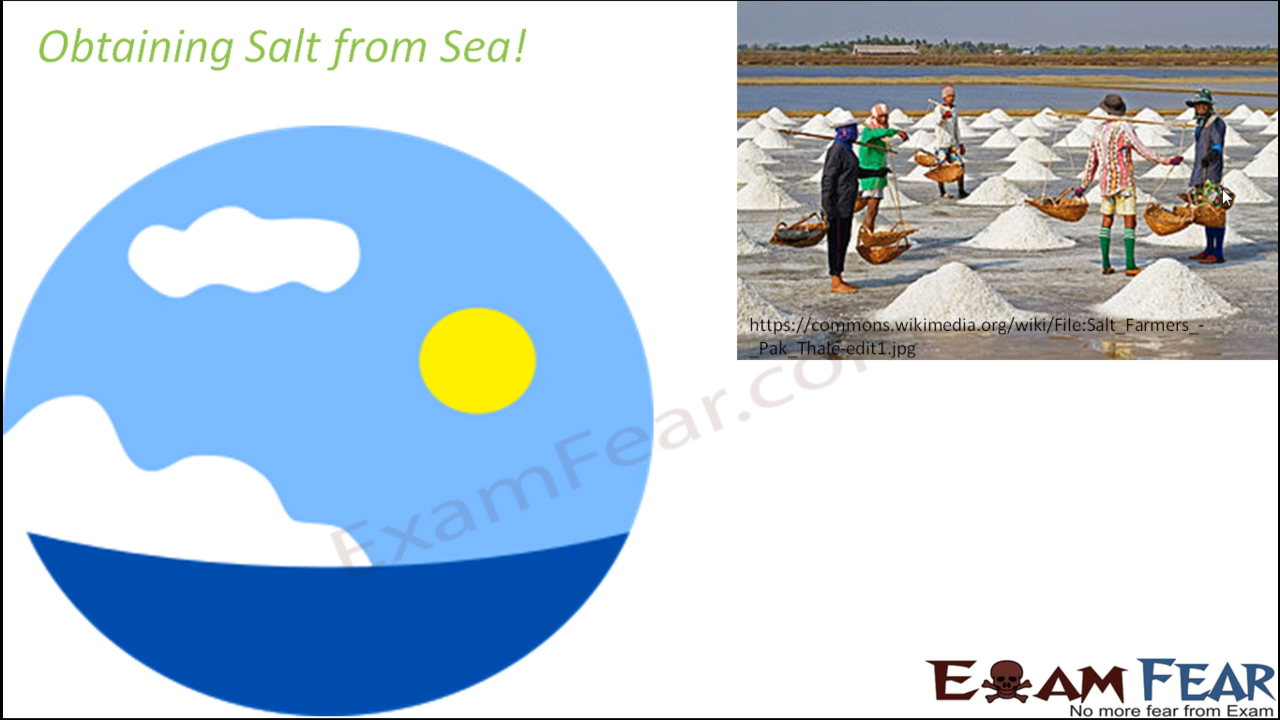 Obtaining Salt from Sea!
https://commons.wikimedia.org/wiki/File:Salt_Farmers_-
_Pak_Thale-edit1.jpg
ExamFear.com
EXAM FEAR
No more fear from Exam